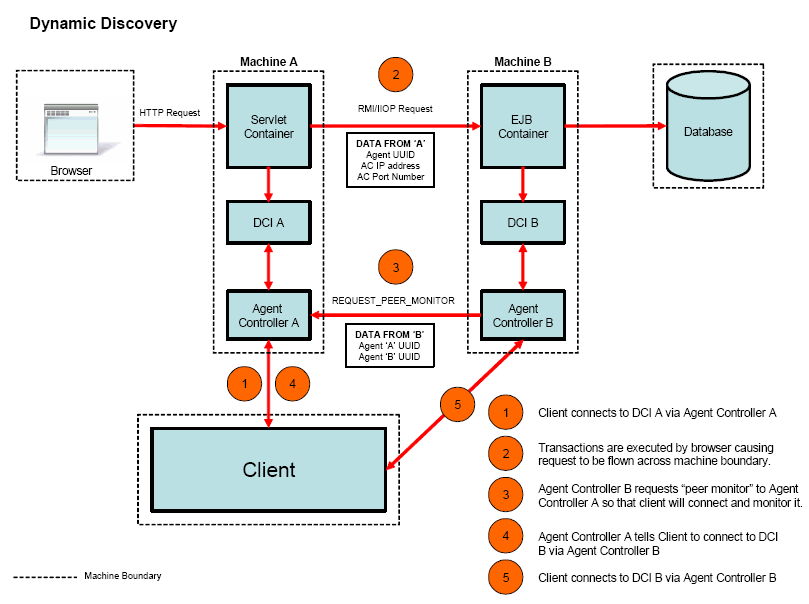 Dynamic Discovery
Machine A
Machine B
2
HTTP Request
Servlet
Container
RMI/IIOP Request
EJB
Container
Database
Browser
DATA FROM 'A'
Agent UUID
AC IP address
AC Port Number
DCI A
DCI B
3
REQUEST_PEER_MONITOR
Agent
Controller A
Agent
Controller B
DATA FROM 'B'
Agent 'A' UUID
Agent 'B' UUID
1
4
5
Client
1
Client connects to DCI A via Agent Controller A
2
Transactions are executed by browser causing
request to be flown across machine boundary.
3
Agent Controller B requests “peer monitor” to Agent
Controller A so that client will connect and monitor it.
4
Agent Controller A tells Client to connect to DCI
B via Agent Controller B
5
Client connects to DCI B via Agent Controller B
Machine Boundary